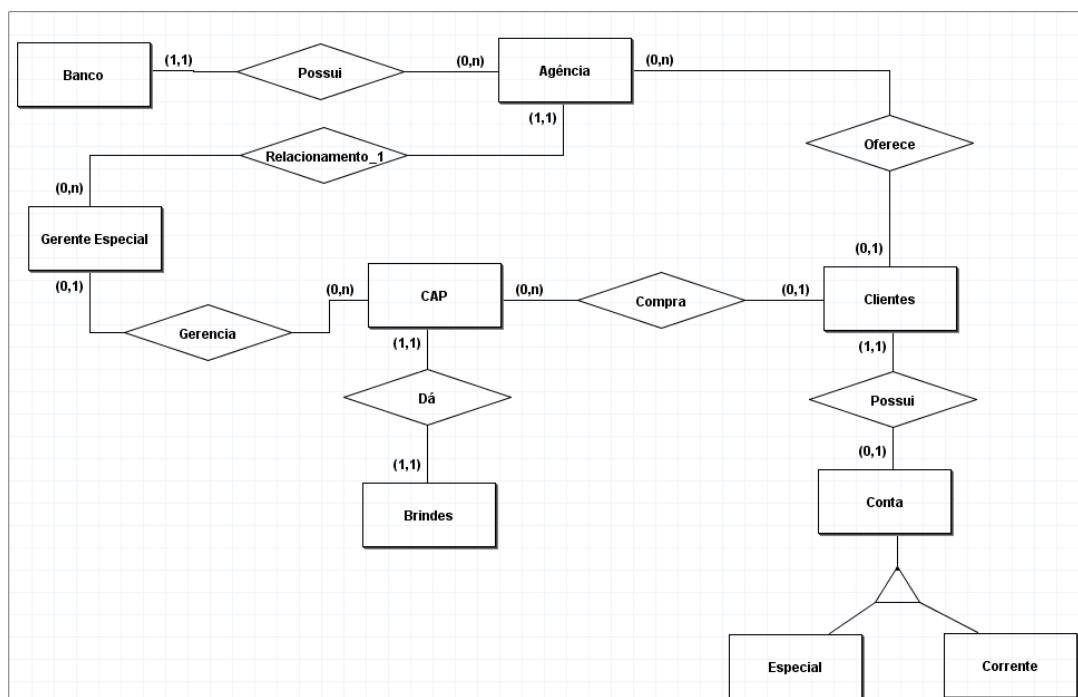 Banco
(1,1)
Possui
(0,n)
Agência
(0,n)
(1,1)
Relacionamento_1
Oferece
(0,n)
Gerente Especial
(0,1)
(0,1)
Gerencia
(0,n)
CAP
(0,n)
Compra
(0,1)
Clientes
(1,1)
(1,1)
Dá
Possui
(1,1)
(0,1)
Brindes
Conta
Especial
Corrente